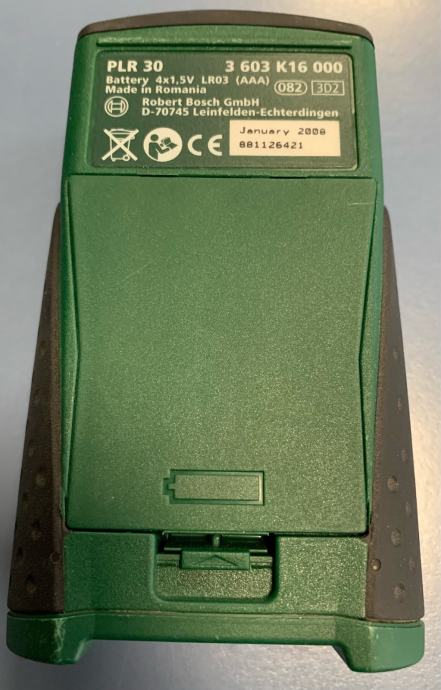 PLR 30 3 603 K16 000
Battery 4x1,5V LR03 (AAA) 082 3D2
Made in Romania
Robert Bosch GmbH
D-70745 Leinfelden-Echterdingen
CE
January 2008
881126421